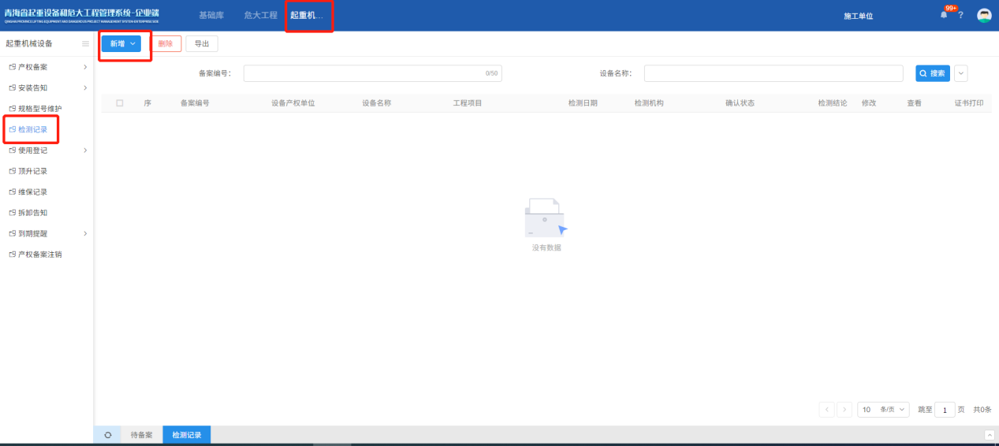 青海省起重设备和危大工程管理系统-企业端
QINGHAI PROVINCE LIFTING EQUIPMENT AND DANGEROUS PROJECT MANAGEMENT SYSTEM ENTERPRISE SIDE
基础库 危大工程 起重机... 施工单位 99+ ?
起重机械设备
新增 删除 导出
产权备案
安装告知
规格型号维护
检测记录
使用登记
顶升记录
维保记录
拆卸告知
到期提醒
产权备案注销
备案编号： 0/50 设备名称： 搜索
序 备案编号 设备产权单位 设备名称 工程项目 检测日期 检测机构 确认状态 检测结论 修改 查看 证书打印
没有数据
10 条/页 跳至 1 页 共0条
待备案 检测记录